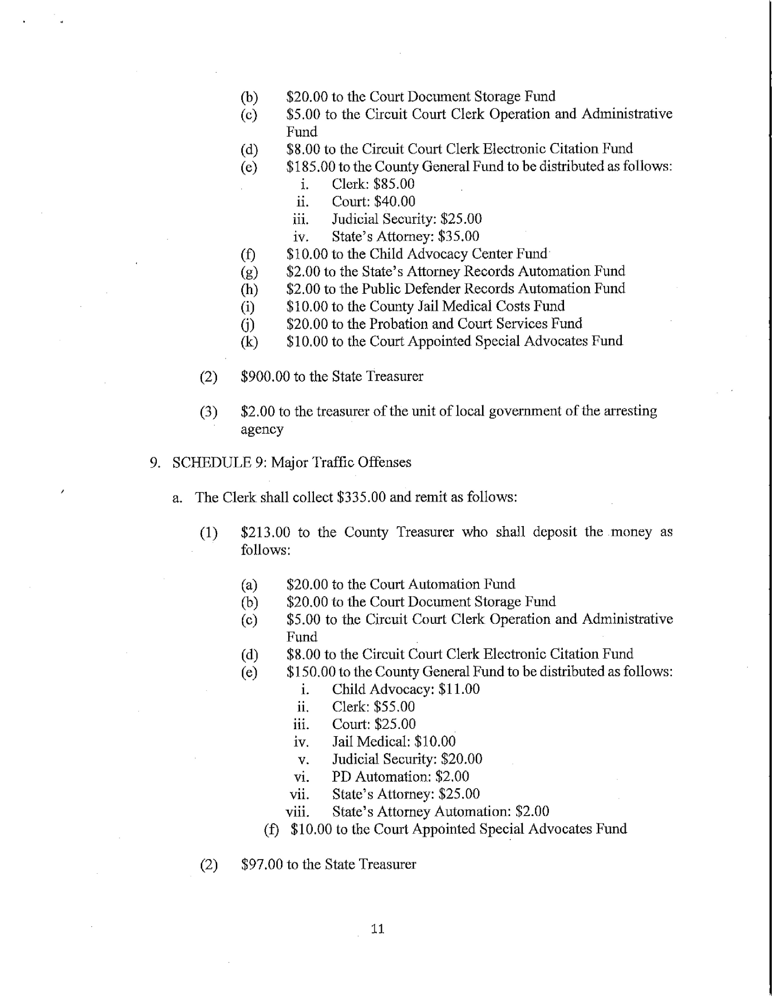 (b) $20.00 to the Court Document Storage Fund
(c) $5.00 to the Circuit Court Clerk Operation and Administrative
Fund
(d) $8.00 to the Circuit Court Clerk Electronic Citation Fund
(e) $185.00 to the County General Fund to be distributed as follows:
i. Clerk: $85.00
ii. Court: $40.00
iii. Judicial Security: $25.00
iv. State's Attorney: $35.00
(f) $10.00 to the Child Advocacy Center Fund
(g) $2.00 to the State's Attorney Records Automation Fund
(h) $2.00 to the Public Defender Records Automation Fund
(i) $10.00 to the County Jail Medical Costs Fund
(j) $20.00 to the Probation and Court Services Fund
(k) $10.00 to the Court Appointed Special Advocates Fund
(2) $900.00 to the State Treasurer
(3) $2.00 to the treasurer of the unit of local government of the arresting
agency
9. SCHEDULE 9: Major Traffic Offenses
a. The Clerk shall collect $335.00 and remit as follows:
(1) $213.00 to the County Treasurer who shall deposit the money as
follows:
(a) $20.00 to the Court Automation Fund
(b) $20.00 to the Court Document Storage Fund
(c) $5.00 to the Circuit Court Clerk Operation and Administrative
Fund
(d) $8.00 to the Circuit Court Clerk Electronic Citation Fund
(e) $150.00 to the County General Fund to be distributed as follows:
i. Child Advocacy: $11.00
ii. Clerk: $55.00
iii. Court: $25.00
iv. Jail Medical: $10.00
v. Judicial Security: $20.00
vi. PD Automation: $2.00
vii. State's Attorney: $25.00
viii. State's Attorney Automation: $2.00
(f) $10.00 to the Court Appointed Special Advocates Fund
(2) $97.00 to the State Treasurer
11